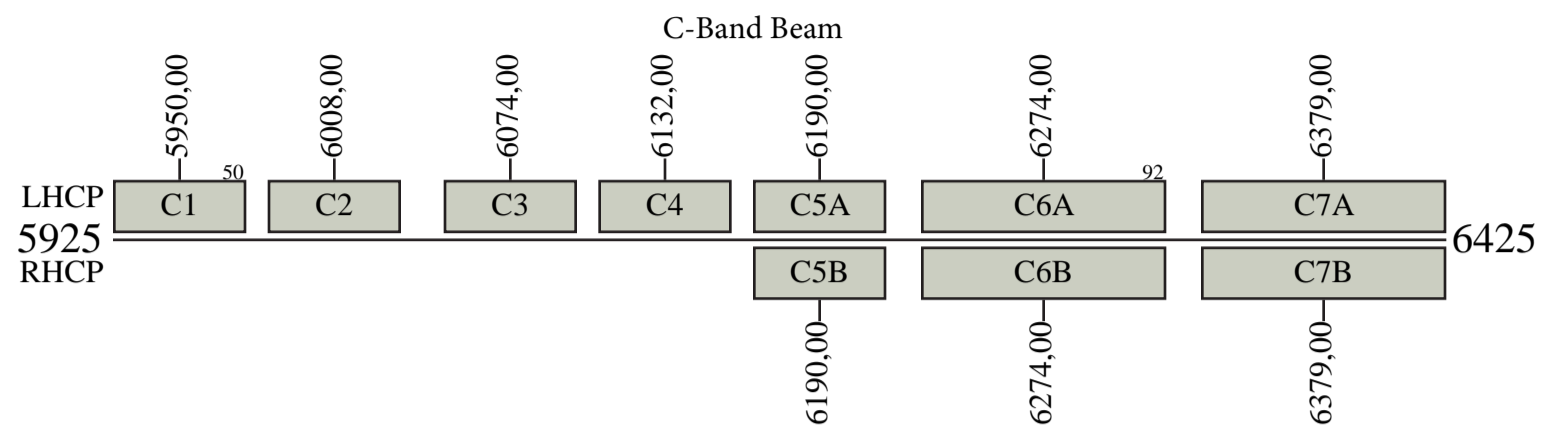 C-Band Beam
5950,00 6008,00 6074,00 6132,00 6190,00 6274,00 6379,00
50 92
LHCP C1 C2 C3 C4 C5A C6A C7A
5925 6425
RHCP C5B C6B C7B
6190,00 6274,00 6379,00